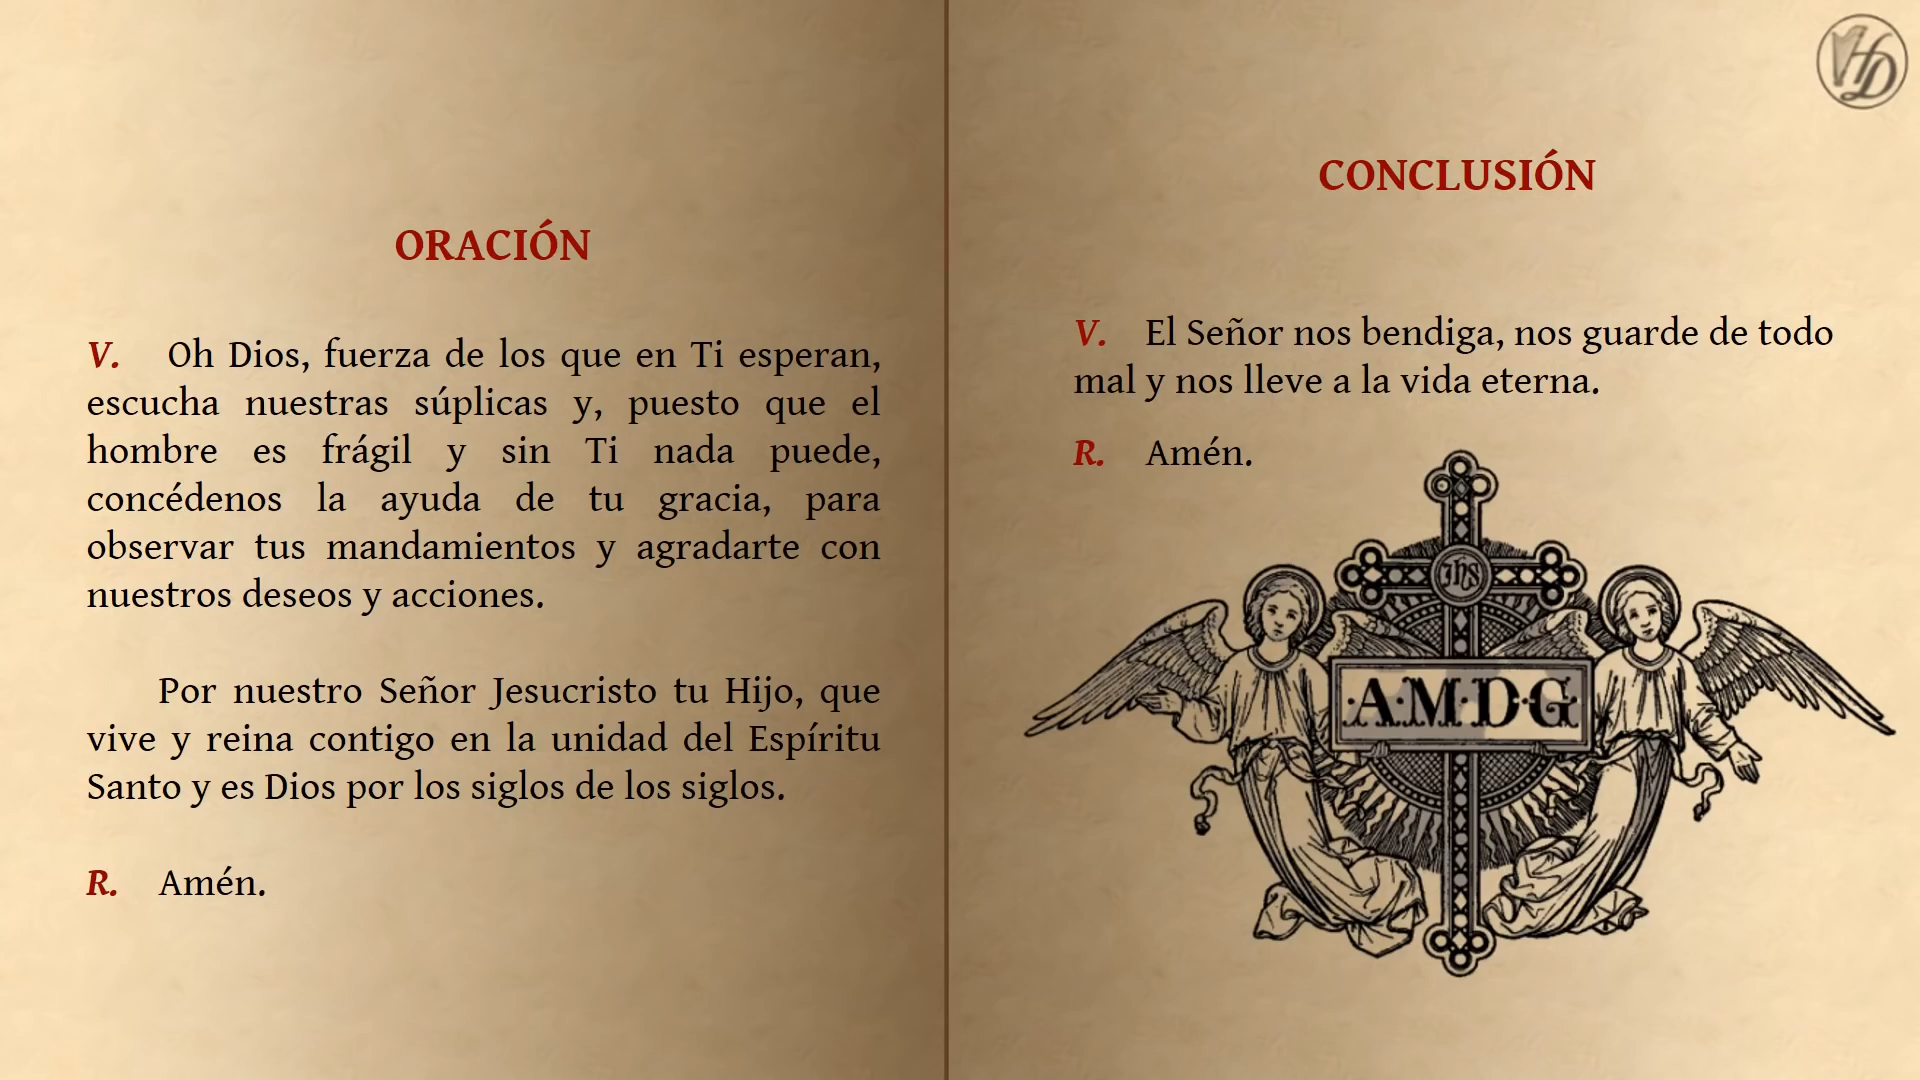 ORACIÓN
V. Oh Dios, fuerza de los que en Ti esperan,
escucha nuestras súplicas y, puesto que el
hombre es frágil y sin Ti nada puede,
concédenos la ayuda de tu gracia, para
observar tus mandamientos y agradarte con
nuestros deseos y acciones.
Por nuestro Señor Jesucristo tu Hijo, que
vive y reina contigo en la unidad del Espíritu
Santo y es Dios por los siglos de los siglos.
R. Amén.
HD
CONCLUSIÓN
V. El Señor nos bendiga, nos guarde de todo
mal y nos lleve a la vida eterna.
R. Amén.
jhs
·A·M·D·G·